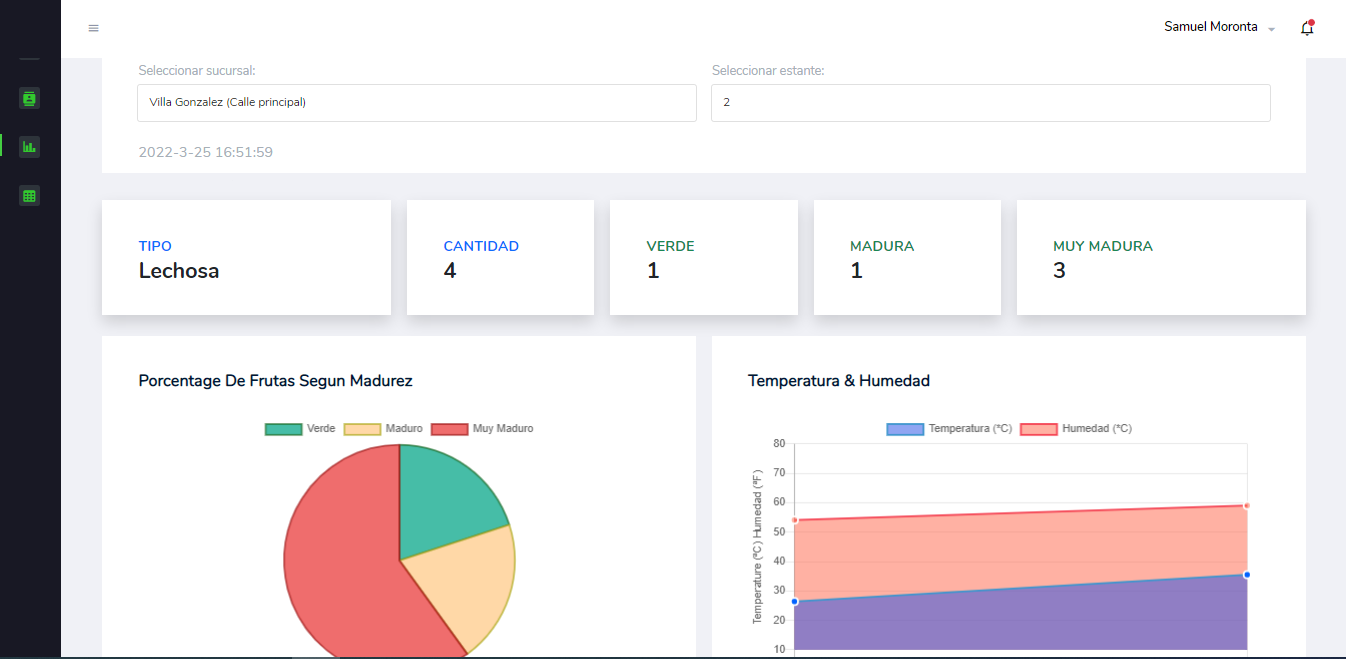 Samuel Moronta
Seleccionar sucursal:
Seleccionar estante:
Villa Gonzalez (Calle principal)
2
2022-3-25 16:51:59
TIPO
Lechosa
CANTIDAD
4
VERDE
1
MADURA
1
MUY MADURA
3
Porcentage De Frutas Segun Madurez
Verde Maduro Muy Maduro
Temperatura & Humedad
Temperatura (°C) Humedad (°C)
Temperature (°C) Humedad (°F)
80
70
60
50
40
30
20
10